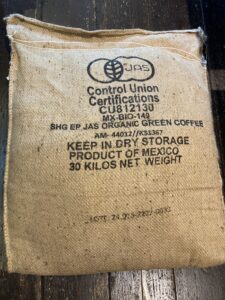 JAS
Control Union
Certifications
CU812130
MX-BIO-149
SHG EP JAS ORGANIC GREEN COFFEE
KEEP IN DRY STORAGE
PRODUCT OF MEXICO
30 KILOS NET WEIGHT